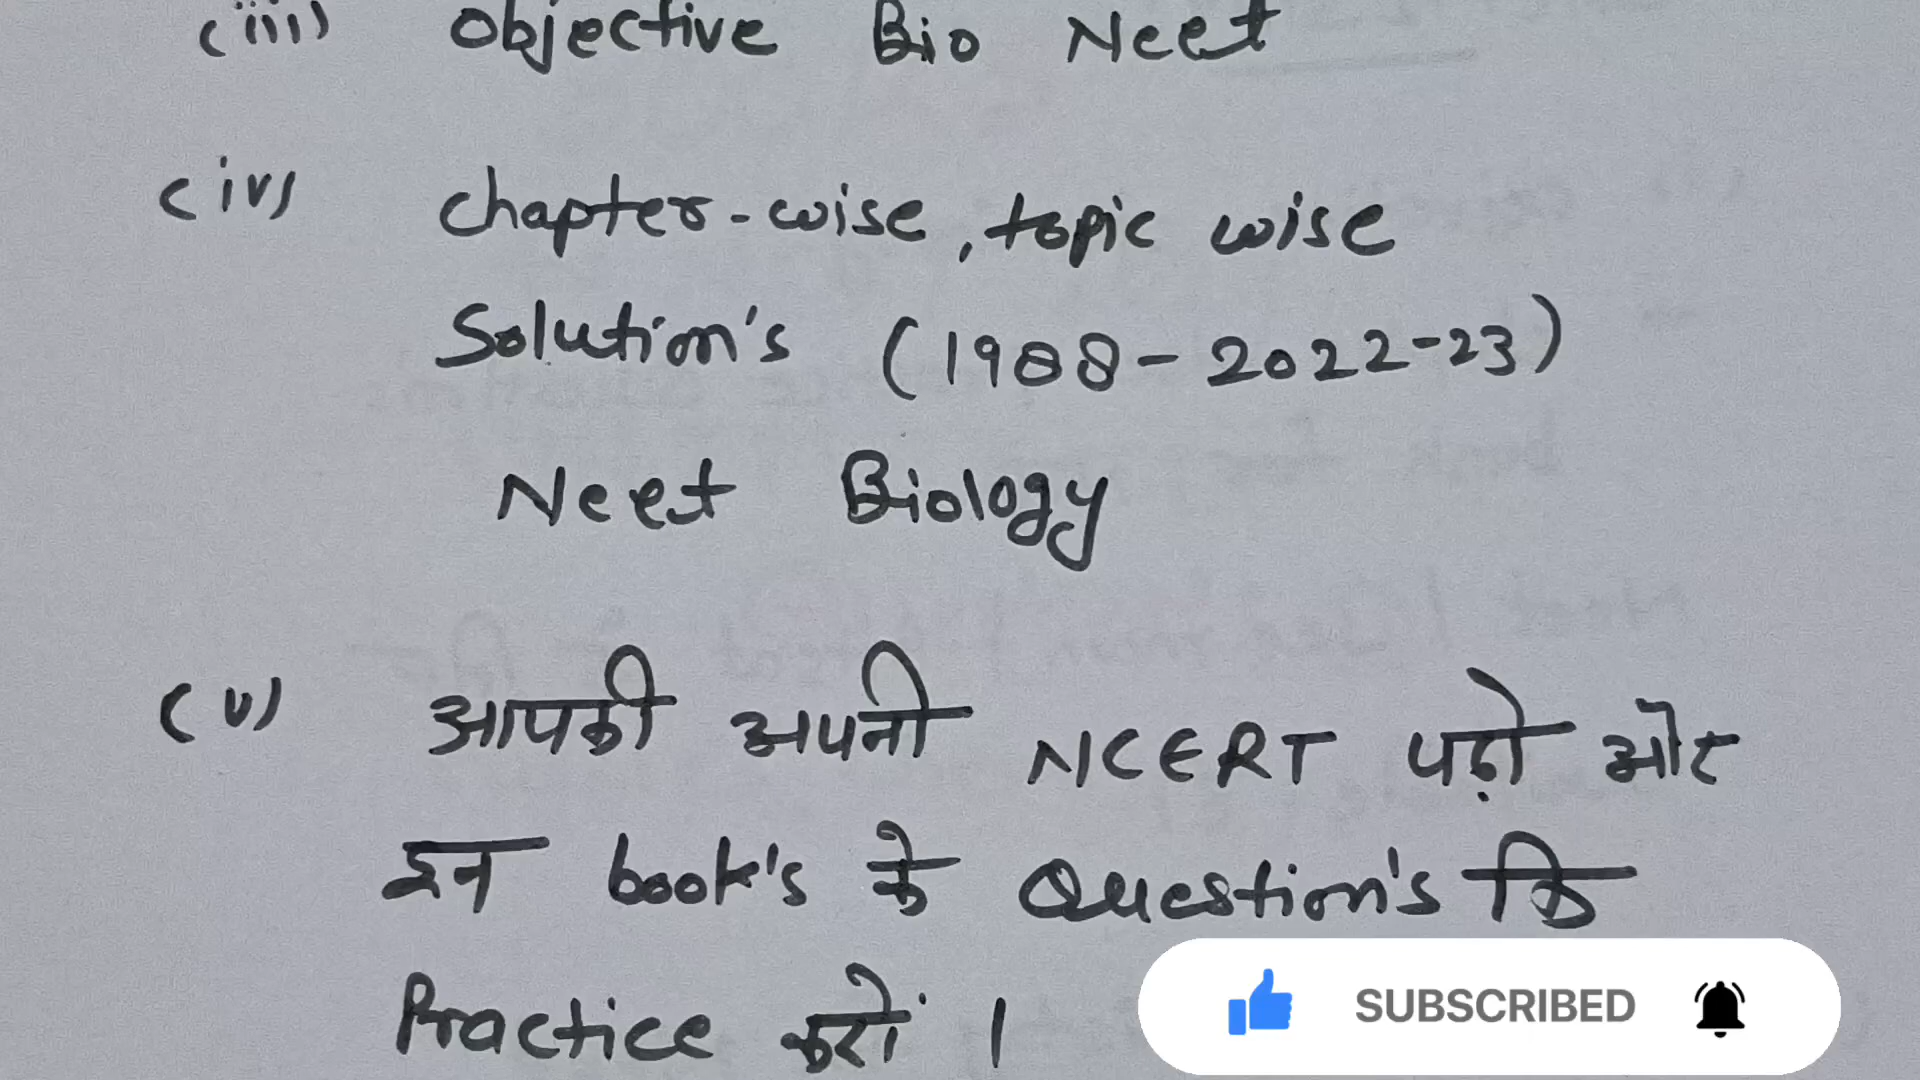 (iii) Objective Bio Neet
(iv) Chapter-wise, topic wise
Solution's (1988-2022-23)
Neet Biology
(v) आपकी अपनी NCERT पढ़ो ओर
इन book's के Question's कि
Practice करों ।
SUBSCRIBED